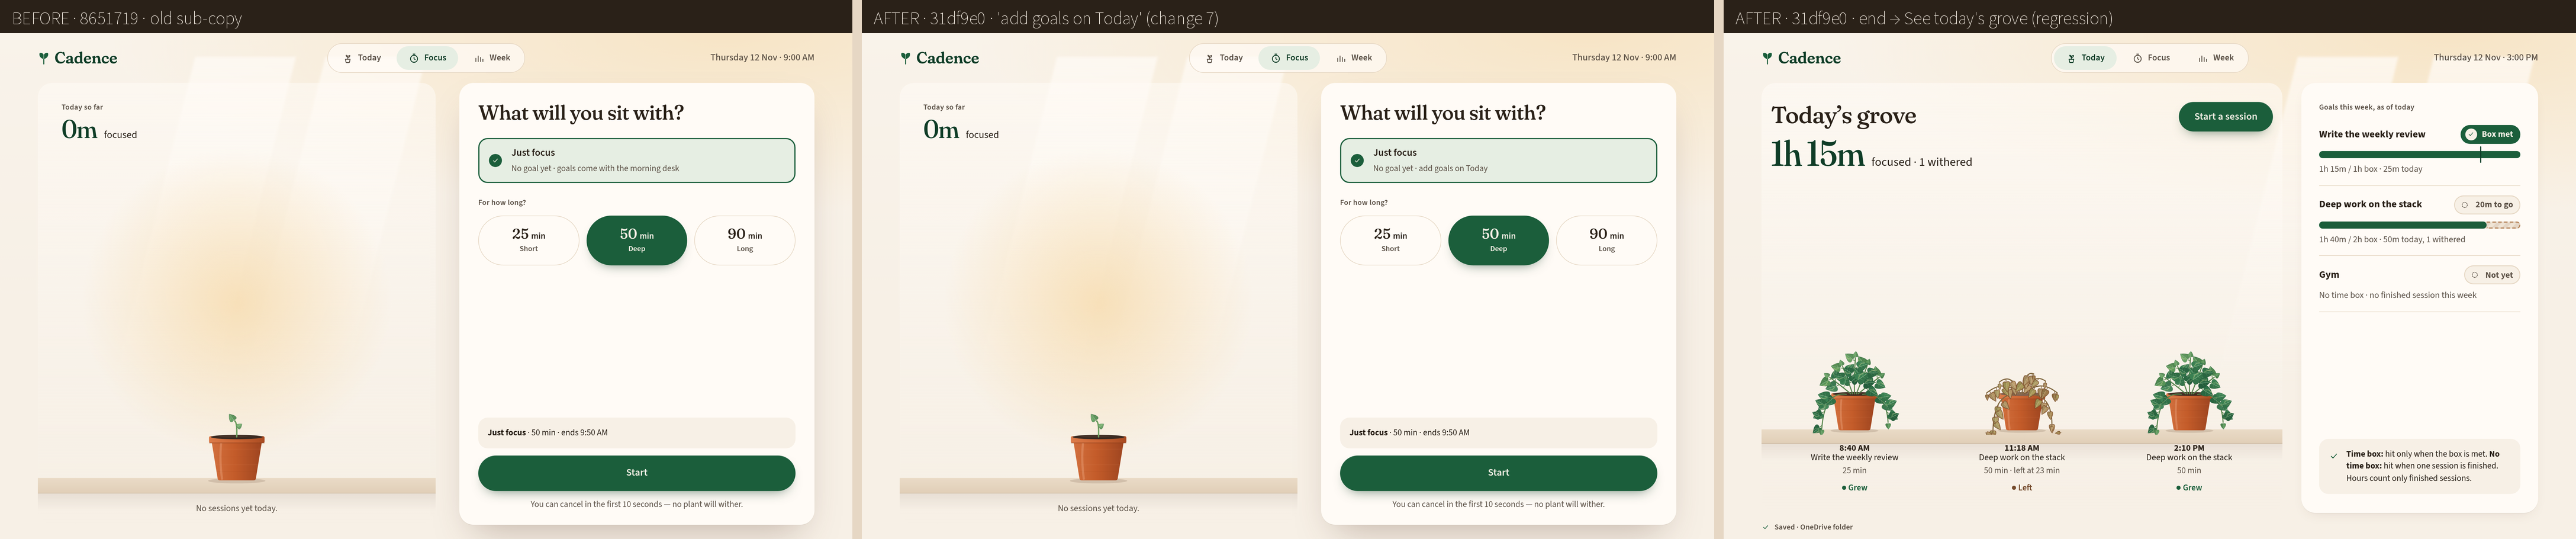 BEFORE · 8651719 · old sub-copy
Cadence
Today
Focus
Week
Thursday 12 Nov · 9:00 AM
Today so far
0m focused
No sessions yet today.
What will you sit with?
Just focus
No goal yet · goals come with the morning desk
For how long?
25 min
Short
50 min
Deep
90 min
Long
Just focus · 50 min · ends 9:50 AM
Start
You can cancel in the first 10 seconds — no plant will wither.
AFTER · 31df9e0 · 'add goals on Today' (change 7)
Cadence
Today
Focus
Week
Thursday 12 Nov · 9:00 AM
Today so far
0m focused
No sessions yet today.
What will you sit with?
Just focus
No goal yet · add goals on Today
For how long?
25 min
Short
50 min
Deep
90 min
Long
Just focus · 50 min · ends 9:50 AM
Start
You can cancel in the first 10 seconds — no plant will wither.
AFTER · 31df9e0 · end → See today's grove (regression)
Cadence
Today
Focus
Week
Thursday 12 Nov · 3:00 PM
Today’s grove
Start a session
1h 15m focused · 1 withered
8:40 AM
Write the weekly review
25 min
Grew
11:18 AM
Deep work on the stack
50 min · left at 23 min
Left
2:10 PM
Deep work on the stack
50 min
Grew
Saved · OneDrive folder
Goals this week, as of today
Write the weekly review
Box met
1h 15m / 1h box · 25m today
Deep work on the stack
20m to go
1h 40m / 2h box · 50m today, 1 withered
Gym
Not yet
No time box · no finished session this week
Time box: hit only when the box is met. No
time box: hit when one session is finished.
Hours count only finished sessions.